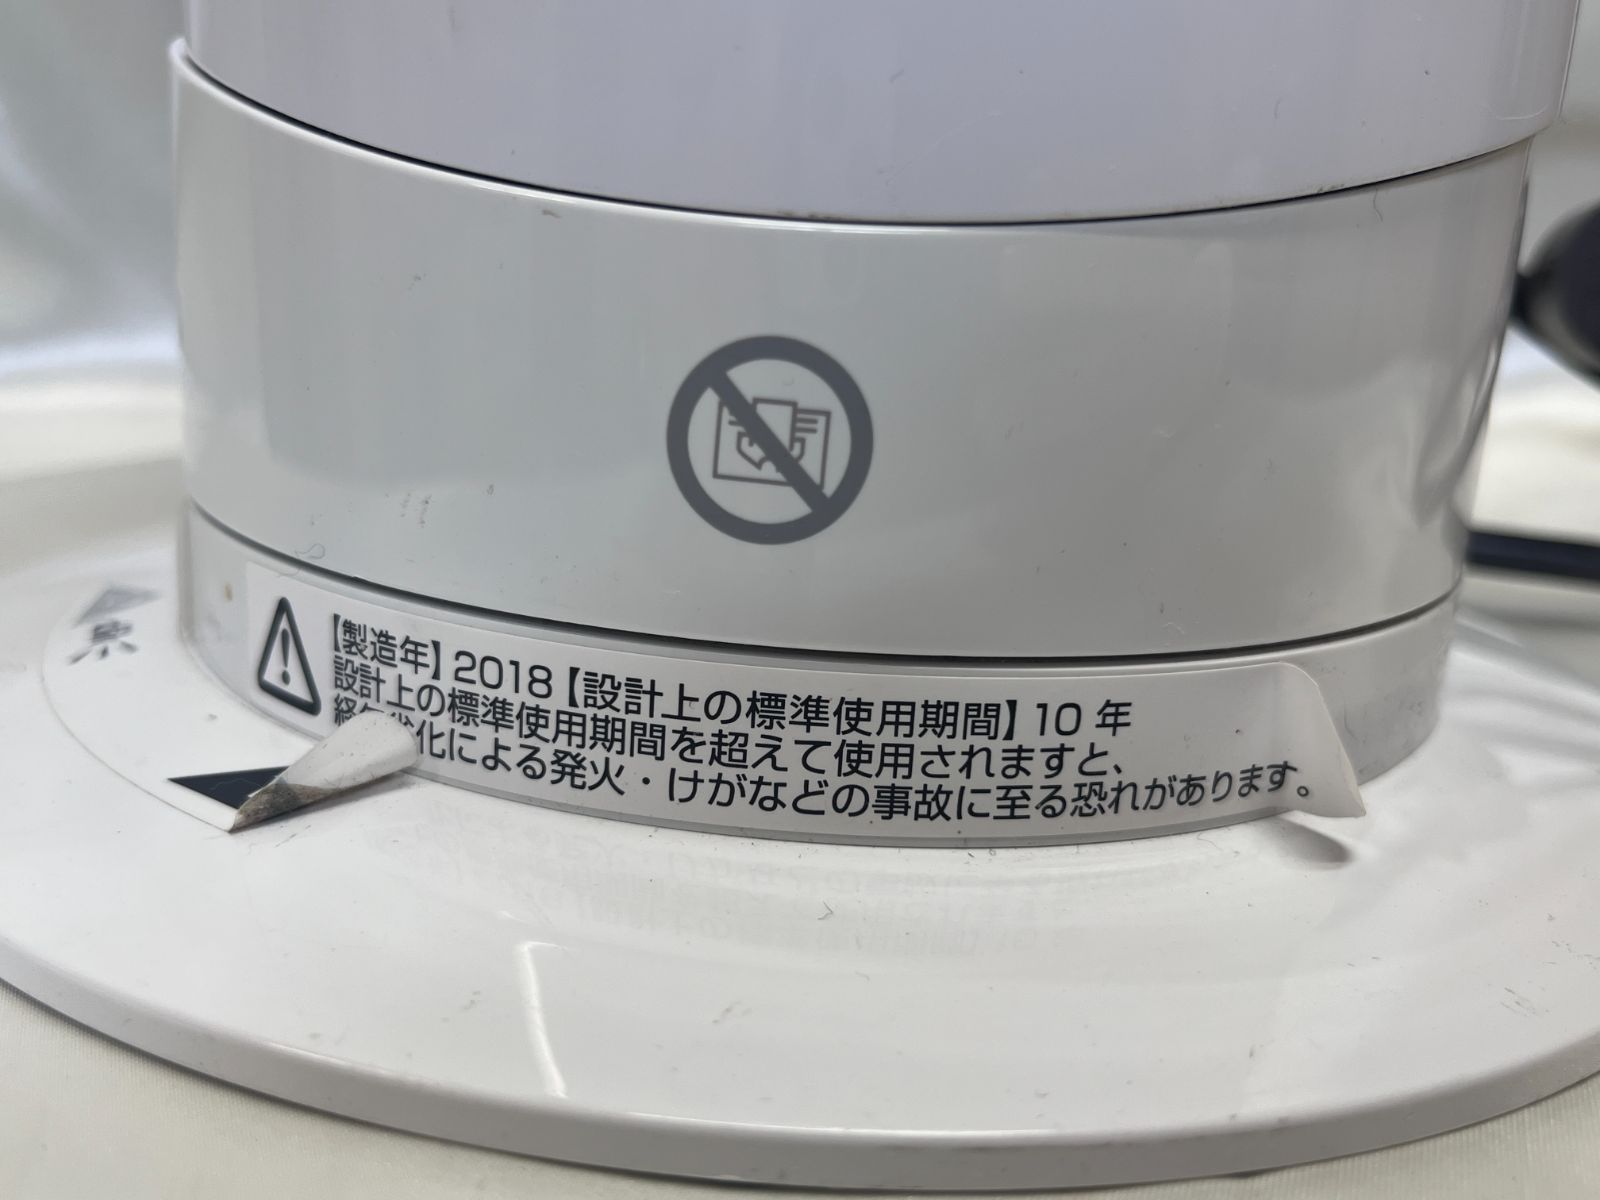 【製造年】2018【設計上の標準使用期間】10 年
設計上の標準使用期間を超えて使用されますと、
経年劣化による発火・けがなどの事故に至る恐れがあります。